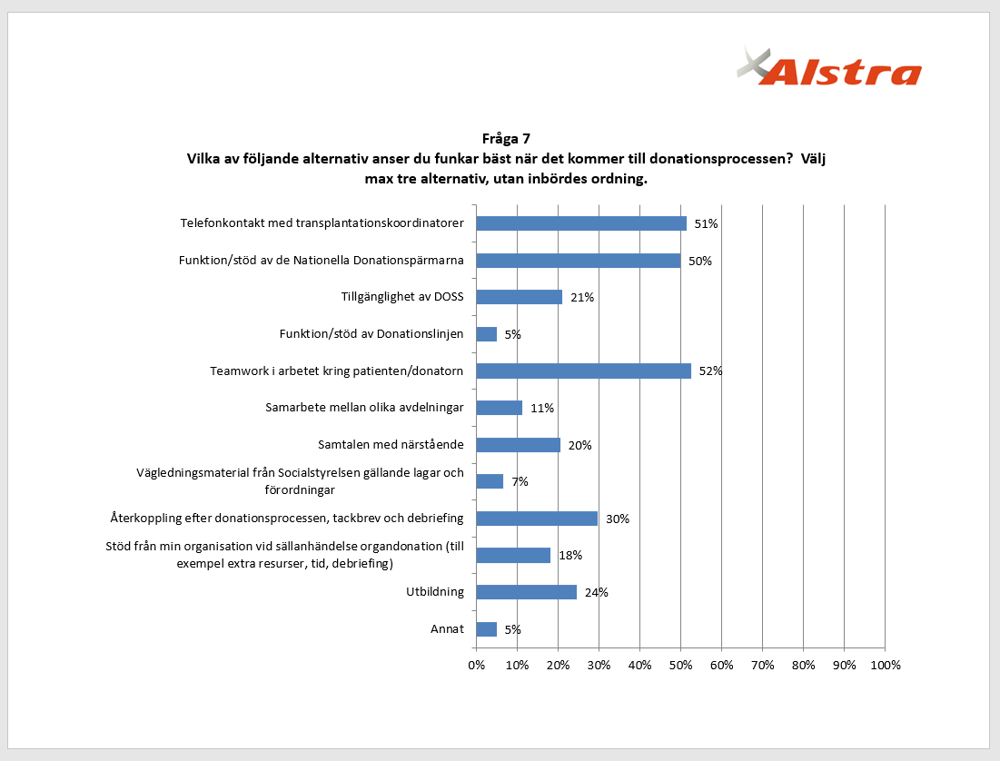 Alstra
Fråga 7
Vilka av följande alternativ anser du funkar bäst när det kommer till donationsprocessen?  Välj
max tre alternativ, utan inbördes ordning.
Telefonkontakt med transplantationskoordinatorer 51%
Funktion/stöd av de Nationella Donationspärmarna 50%
Tillgänglighet av DOSS 21%
Funktion/stöd av Donationslinjen 5%
Teamwork i arbetet kring patienten/donatorn 52%
Samarbete mellan olika avdelningar 11%
Samtalen med närstående 20%
Vägledningsmaterial från Socialstyrelsen gällande lagar och
förordningar 7%
Återkoppling efter donationsprocessen, tackbrev och debriefing 30%
Stöd från min organisation vid sällanhändelse organdonation (till
exempel extra resurser, tid, debriefing) 18%
Utbildning 24%
Annat 5%
0% 10% 20% 30% 40% 50% 60% 70% 80% 90% 100%